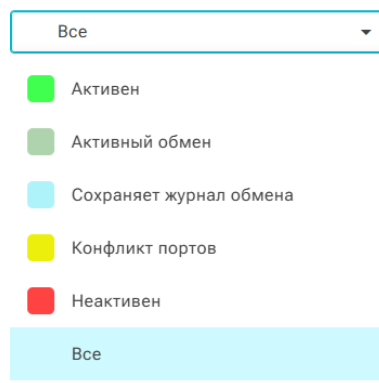 Все
Активен
Активный обмен
Сохраняет журнал обмена
Конфликт портов
Неактивен
Все